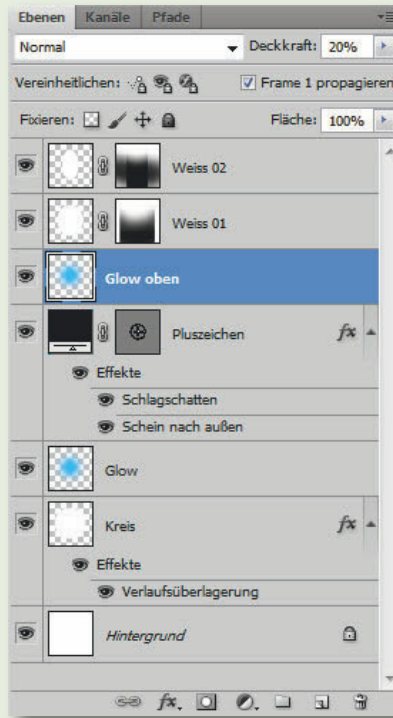 Ebenen Kanäle Pfade
Normal Deckkraft: 20%
Vereinheitlichen: Frame 1 propagieren
Fixieren: Fläche: 100%
Weiss 02
Weiss 01
Glow oben
Pluszeichen fx
Effekte
Schlagschatten
Schein nach außen
Glow
Kreis fx
Effekte
Verlaufsüberlagerung
Hintergrund
fx.